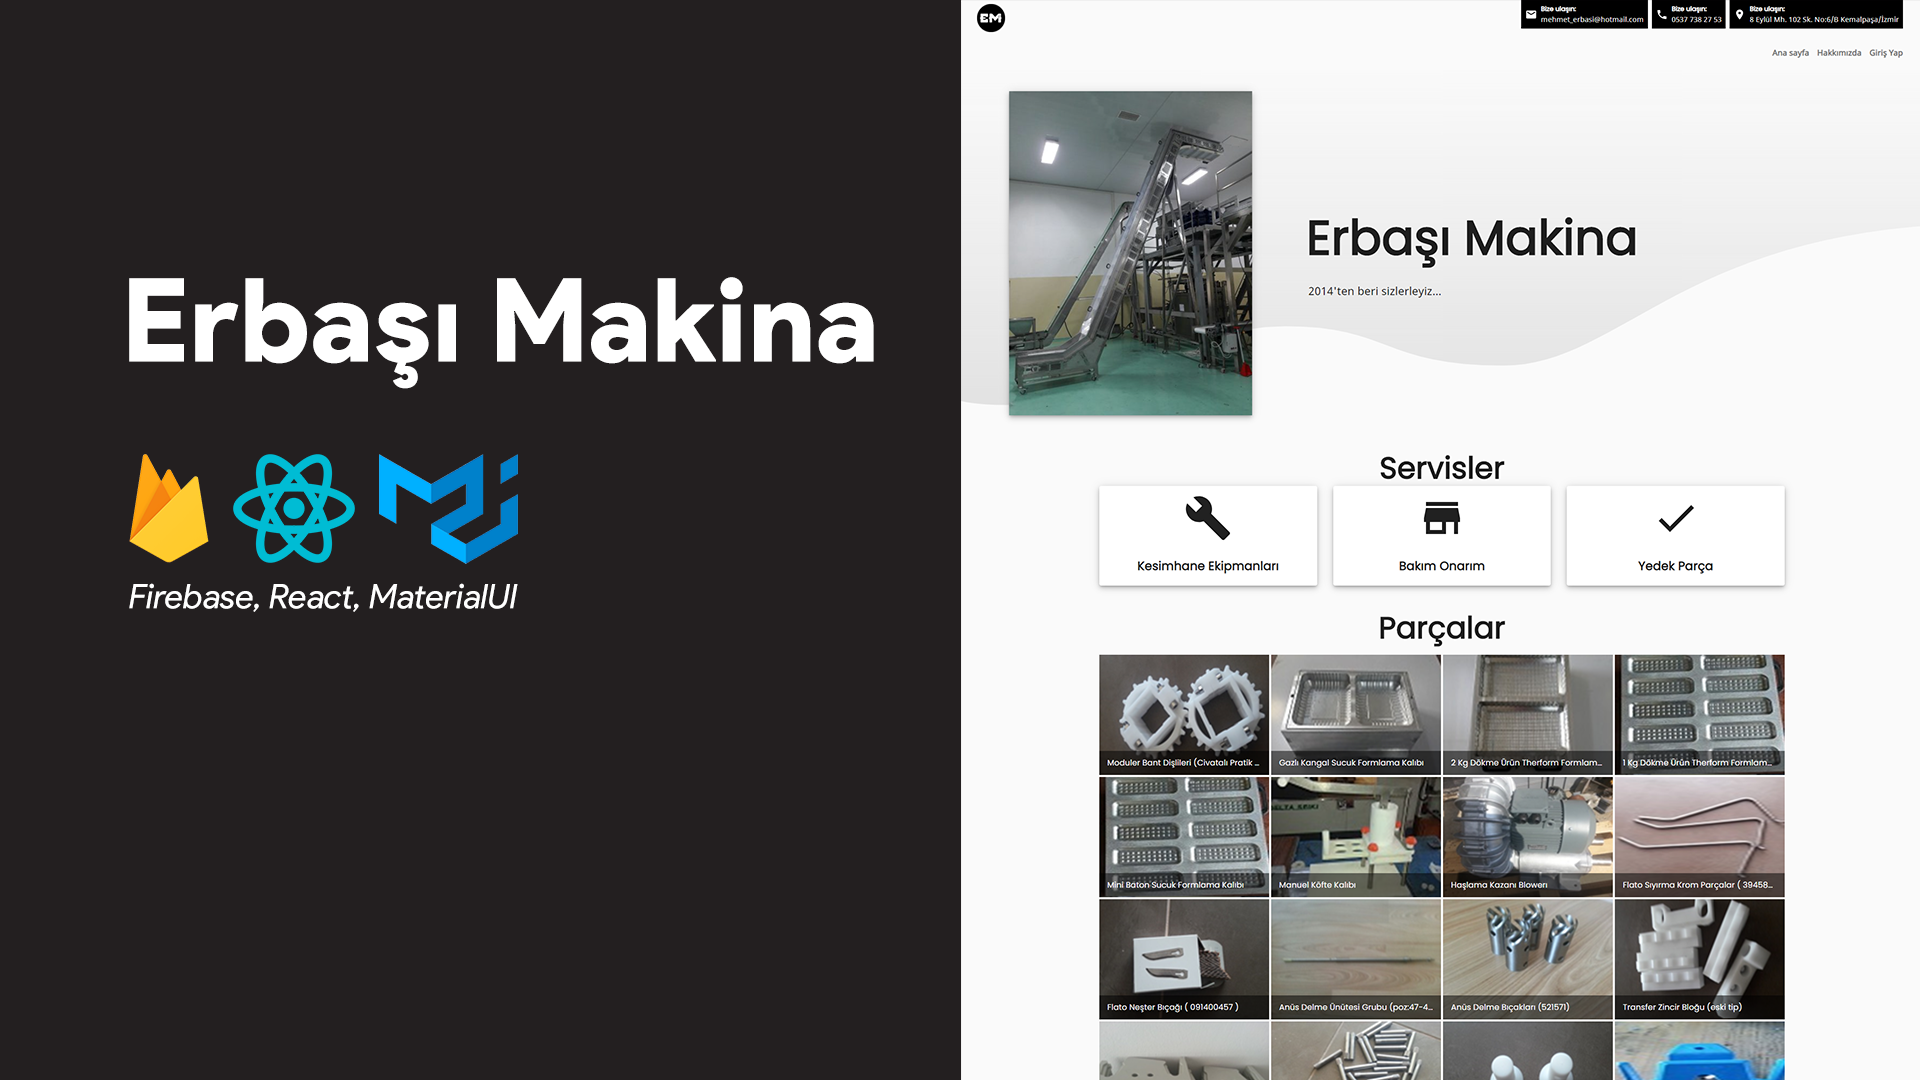 Erbaşı Makina
Firebase, React, MaterialUI
EM
Bize ulaşın:
mehmet_erbasi@hotmail.com
Bize ulaşın:
0537 738 27 53
Bize ulaşın:
8 Eylül Mh. 102 Sk. No:6/B Kemalpaşa/İzmir
Ana sayfa Hakkımızda Giriş Yap
Erbaşı Makina
2014'ten beri sizlerleyiz...
Servisler
Kesimhane Ekipmanları
Bakım Onarım
Yedek Parça
Parçalar
Moduler Bant Dişlileri (Civatalı Pratik ...
Gazlı Kangal Sucuk Formlama Kalıbı
2 Kg Dökme Ürün Therform Formlam...
1 Kg Dökme Ürün Therform Formlam...
Mini Baton Sucuk Formlama Kalıbı
Manuel Köfte Kalıbı
Haşlama Kazanı Blowerı
Flato Sıyırma Krom Parçalar ( 39458...
Flato Neşter Bıçağı ( 091400457 )
Anüs Delme Ünütesi Grubu (poz:47-4...
Anüs Delme Bıçakları (521571)
Transfer Zincir Bloğu (eski tip)